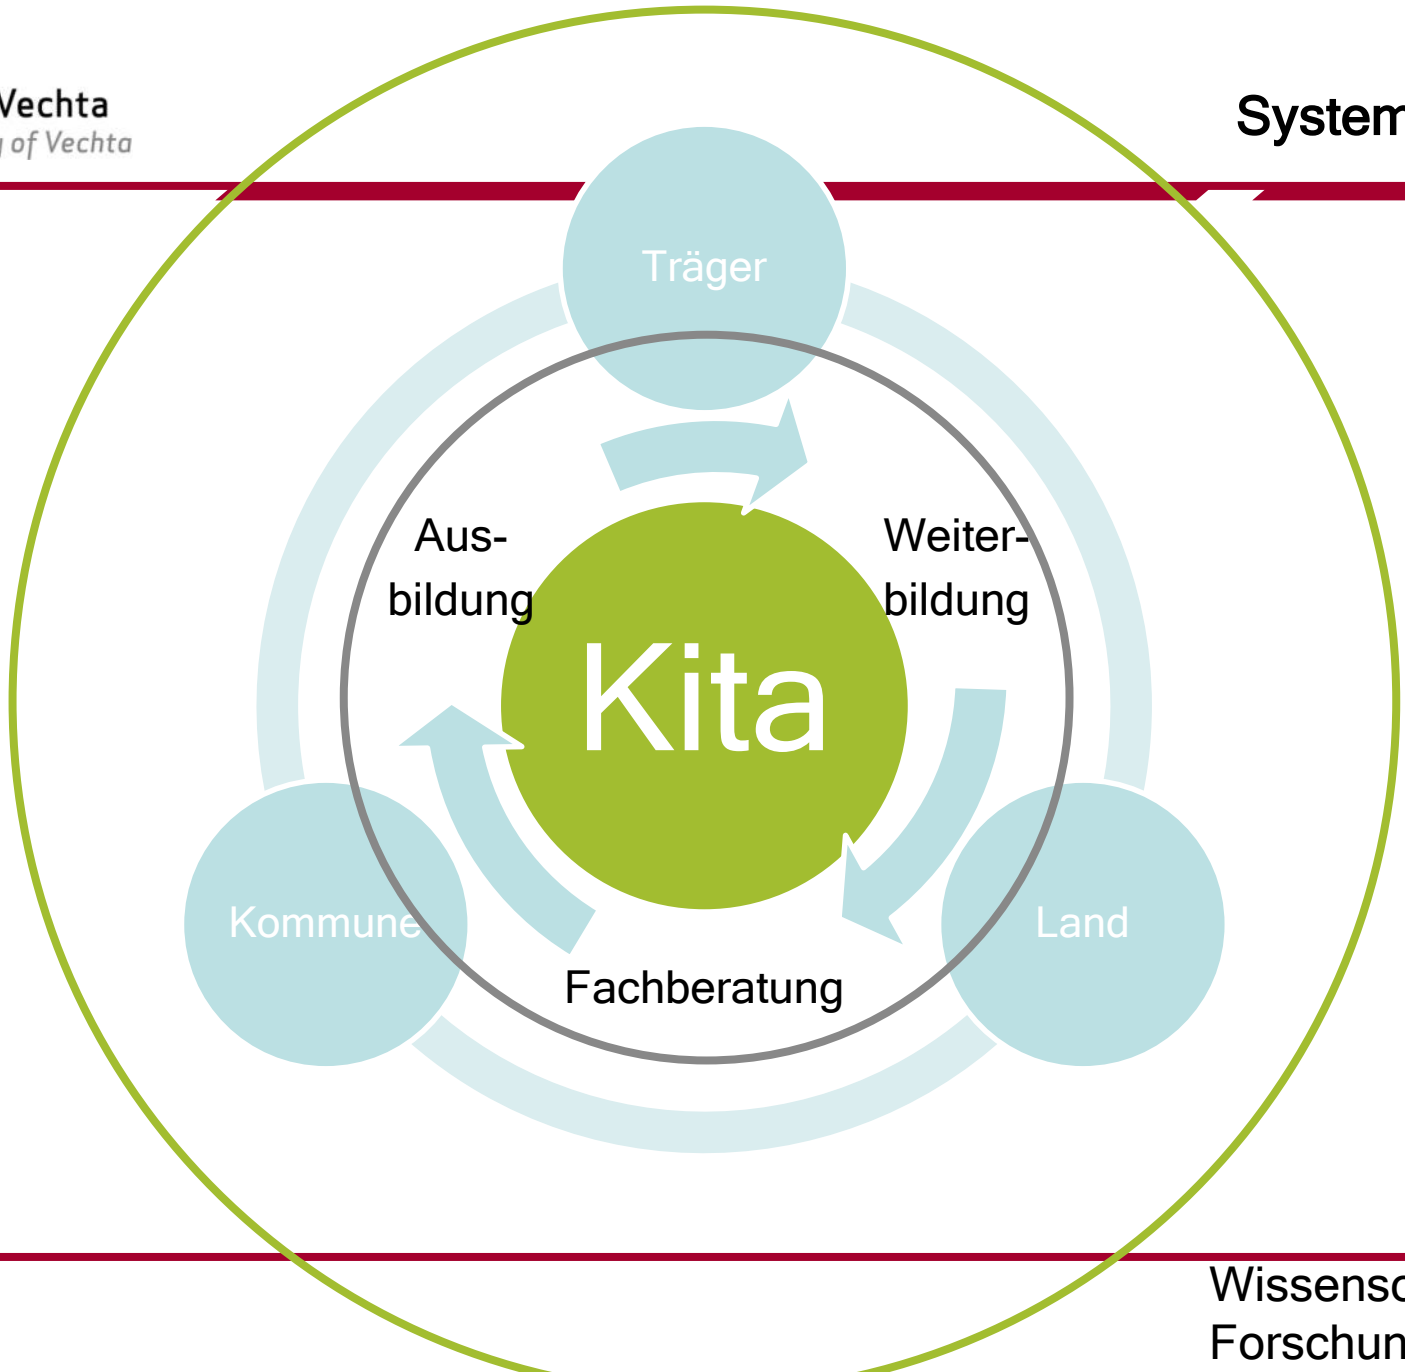 Vechta
of Vechta
System
Träger
Aus-
bildung
Weiter-
bildung
Kita
Kommune
Land
Fachberatung
Wissensc
Forschun